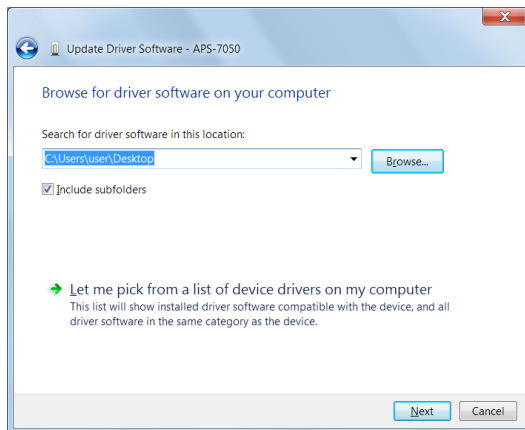 Update Driver Software - APS-7050
Browse for driver software on your computer
Search for driver software in this location:
C:\Users\user\Desktop
Browse...
Include subfolders
Let me pick from a list of device drivers on my computer
This list will show installed driver software compatible with the device, and all
driver software in the same category as the device.
Next
Cancel